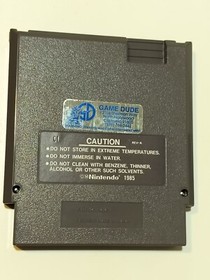 GAME DUDE
CAUTION
REV-A
●DO NOT STORE IN EXTREME TEMPERATURES.
●DO NOT IMMERSE IN WATER.
●DO NOT CLEAN WITH BENZENE, THINNER,
ALCOHOL OR OTHER SUCH SOLVENTS.
©Nintendo® 1985